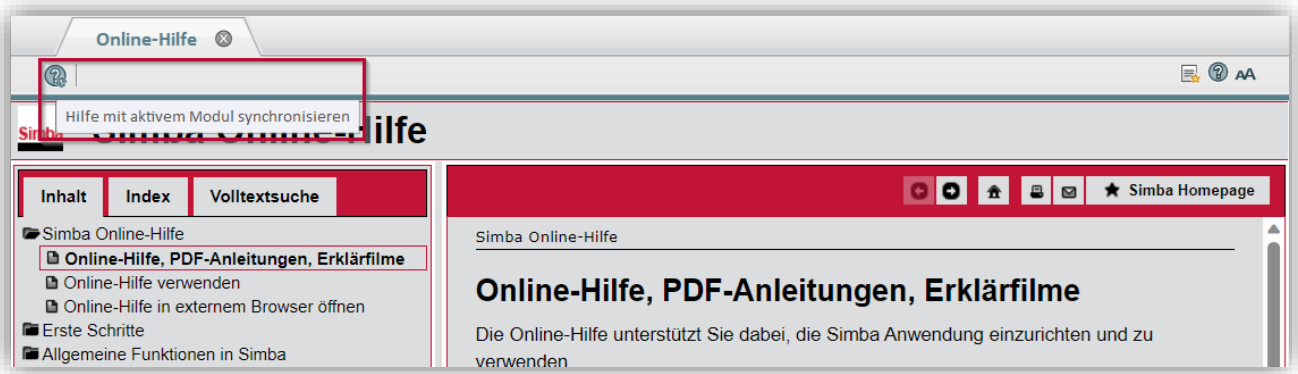 Online-Hilfe
AA
Hilfe mit aktivem Modul synchronisieren
Simba
Simba Online-Hilfe
Inhalt Index Volltextsuche
Simba Homepage
Simba Online-Hilfe
Online-Hilfe, PDF-Anleitungen, Erklärfilme
Online-Hilfe verwenden
Online-Hilfe in externem Browser öffnen
Erste Schritte
Allgemeine Funktionen in Simba
Simba Online-Hilfe
Online-Hilfe, PDF-Anleitungen, Erklärfilme
Die Online-Hilfe unterstützt Sie dabei, die Simba Anwendung einzurichten und zu
verwenden